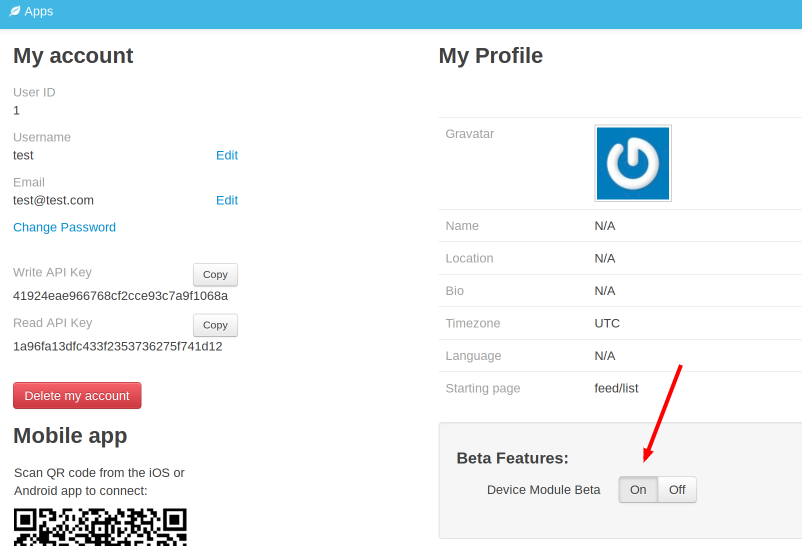 Apps
My account
User ID
1
Username
test Edit
Email
test@test.com Edit
Change Password
Write API Key Copy
41924eae966768cf2cce93c7a9f1068a
Read API Key Copy
1a96fa13dfc433f2353736275f741d12
Delete my account
Mobile app
Scan QR code from the iOS or
Android app to connect:
My Profile
Gravatar
Name N/A
Location N/A
Bio N/A
Timezone UTC
Language N/A
Starting page feed/list
Beta Features:
Device Module Beta On Off